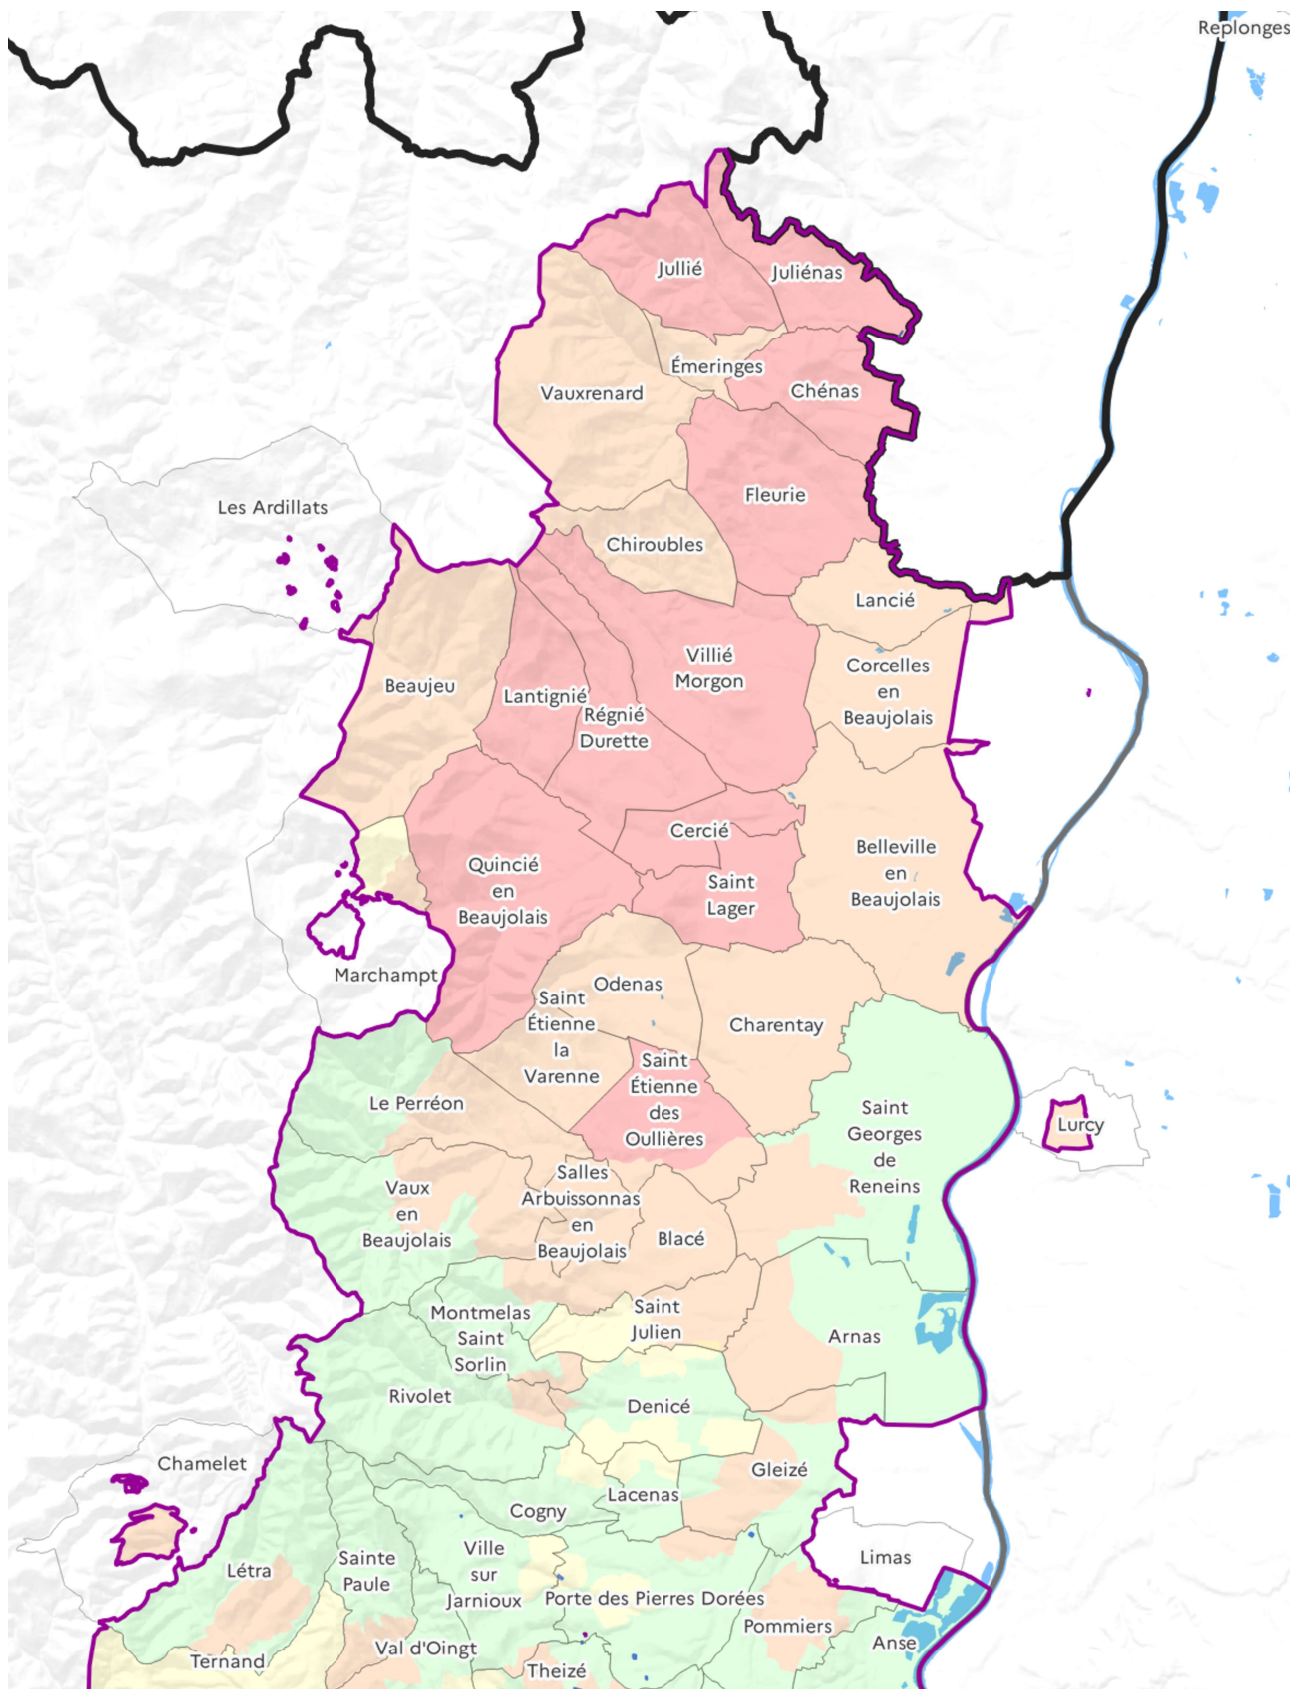 Replonges
Jullié
Juliénas
Émeringes
Vauxrenard
Chénas
Fleurie
Les Ardillats
Chiroubles
Lancié
Villié
Morgon
Corcelles
en
Beaujolais
Beaujeu
Lantignié
Régnié
Durette
Cercié
Belleville
en
Beaujolais
Quincié
en
Beaujolais
Saint
Lager
Marchampt
Odenas
Saint
Étienne
la
Varenne
Charentay
Saint
Étienne
des
Oullières
Le Perréon
Saint
Georges
de
Reneins
Lurcy
Salles
Arbuissonnas
en
Beaujolais
Vaux
en
Beaujolais
Blacé
Montmelas
Saint
Sorlin
Saint
Julien
Arnas
Rivolet
Denicé
Chamelet
Gleizé
Lacenas
Cogny
Limas
Létra
Sainte
Paule
Ville
sur
Jarnioux
Porte des Pierres Dorées
Pommiers
Anse
Val d'Oingt
Ternand
Theizé